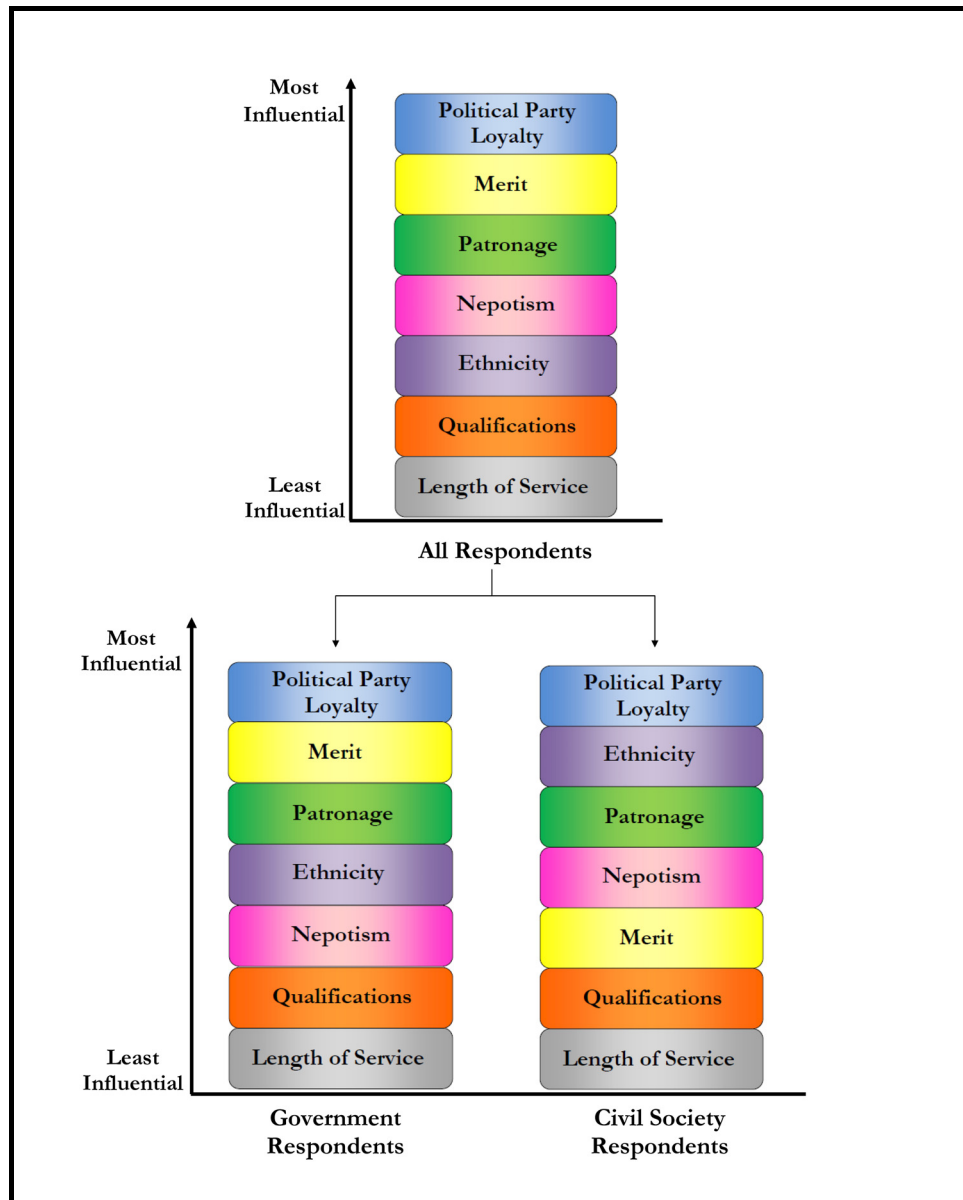 Most
Influential
Political Party
Loyalty
Merit
Patronage
Nepotism
Ethnicity
Qualifications
Length of Service
Least
Influential
All Respondents
Most
Influential
Political Party
Loyalty
Merit
Patronage
Ethnicity
Nepotism
Qualifications
Length of Service
Political Party
Loyalty
Ethnicity
Patronage
Nepotism
Merit
Qualifications
Length of Service
Least
Influential
Government
Respondents
Civil Society
Respondents